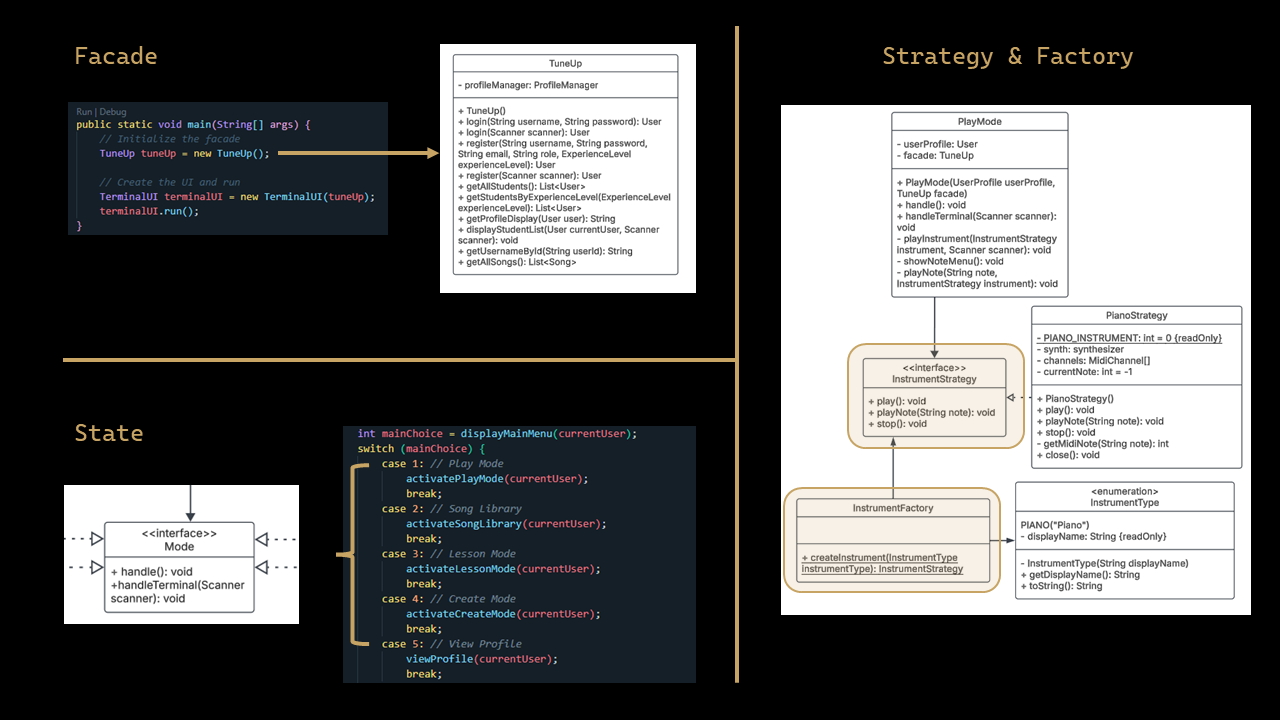 Facade
Run | Debug
public static void main(String[] args) {
// Initialize the facade
TuneUp tuneUp = new TuneUp();
// Create the UI and run
TerminalUI terminalUI = new TerminalUI(tuneUp);
terminalUI.run();
}
TuneUp
- profileManager: ProfileManager
+ TuneUp()
+ login(String username, String password): User
+ login(Scanner scanner): User
+ register(String username, String password,
String email, String role, ExperienceLevel
experienceLevel): User
+ register(Scanner scanner): User
+ getAllStudents(): List<User>
+ getStudentsByExperienceLevel(ExperienceLevel
experienceLevel): List<User>
+ getProfileDisplay(User user): String
+ displayStudentList(User currentUser, Scanner
scanner): void
+ getUsernameById(String userId): String
+ getAllSongs(): List<Song>
State
<<interface>>
Mode
+ handle(): void
+handleTerminal(Scanner
scanner): void
int mainChoice = displayMainMenu(currentUser);
switch (mainChoice) {
case 1: // Play Mode
activatePlayMode(currentUser);
break;
case 2: // Song Library
activateSongLibrary(currentUser);
break;
case 3: // Lesson Mode
activateLessonMode(currentUser);
break;
case 4: // Create Mode
activateCreateMode(currentUser);
break;
case 5: // View Profile
viewProfile(currentUser);
break;
Strategy & Factory
PlayMode
- userProfile: User
- facade: TuneUp
+ PlayMode(UserProfile userProfile,
TuneUp facade)
+ handle(): void
+ handleTerminal(Scanner scanner):
void
- playInstrument(InstrumentStrategy
instrument, Scanner scanner): void
- showNoteMenu(): void
- playNote(String note,
InstrumentStrategy instrument): void
<<interface>>
InstrumentStrategy
+ play(): void
+ playNote(String note): void
+ stop(): void
PianoStrategy
- PIANO_INSTRUMENT: int = 0 {readOnly}
- synth: synthesizer
- channels: MidiChannel[]
- currentNote: int = -1
+ PianoStrategy()
+ play(): void
+ playNote(String note): void
+ stop(): void
- getMidiNote(String note): int
+ close(): void
InstrumentFactory
+ createInstrument(InstrumentType
instrumentType): InstrumentStrategy
<enumeration>
InstrumentType
PIANO("Piano")
- displayName: String {readOnly}
- InstrumentType(String displayName)
+ getDisplayName(): String
+ toString(): String